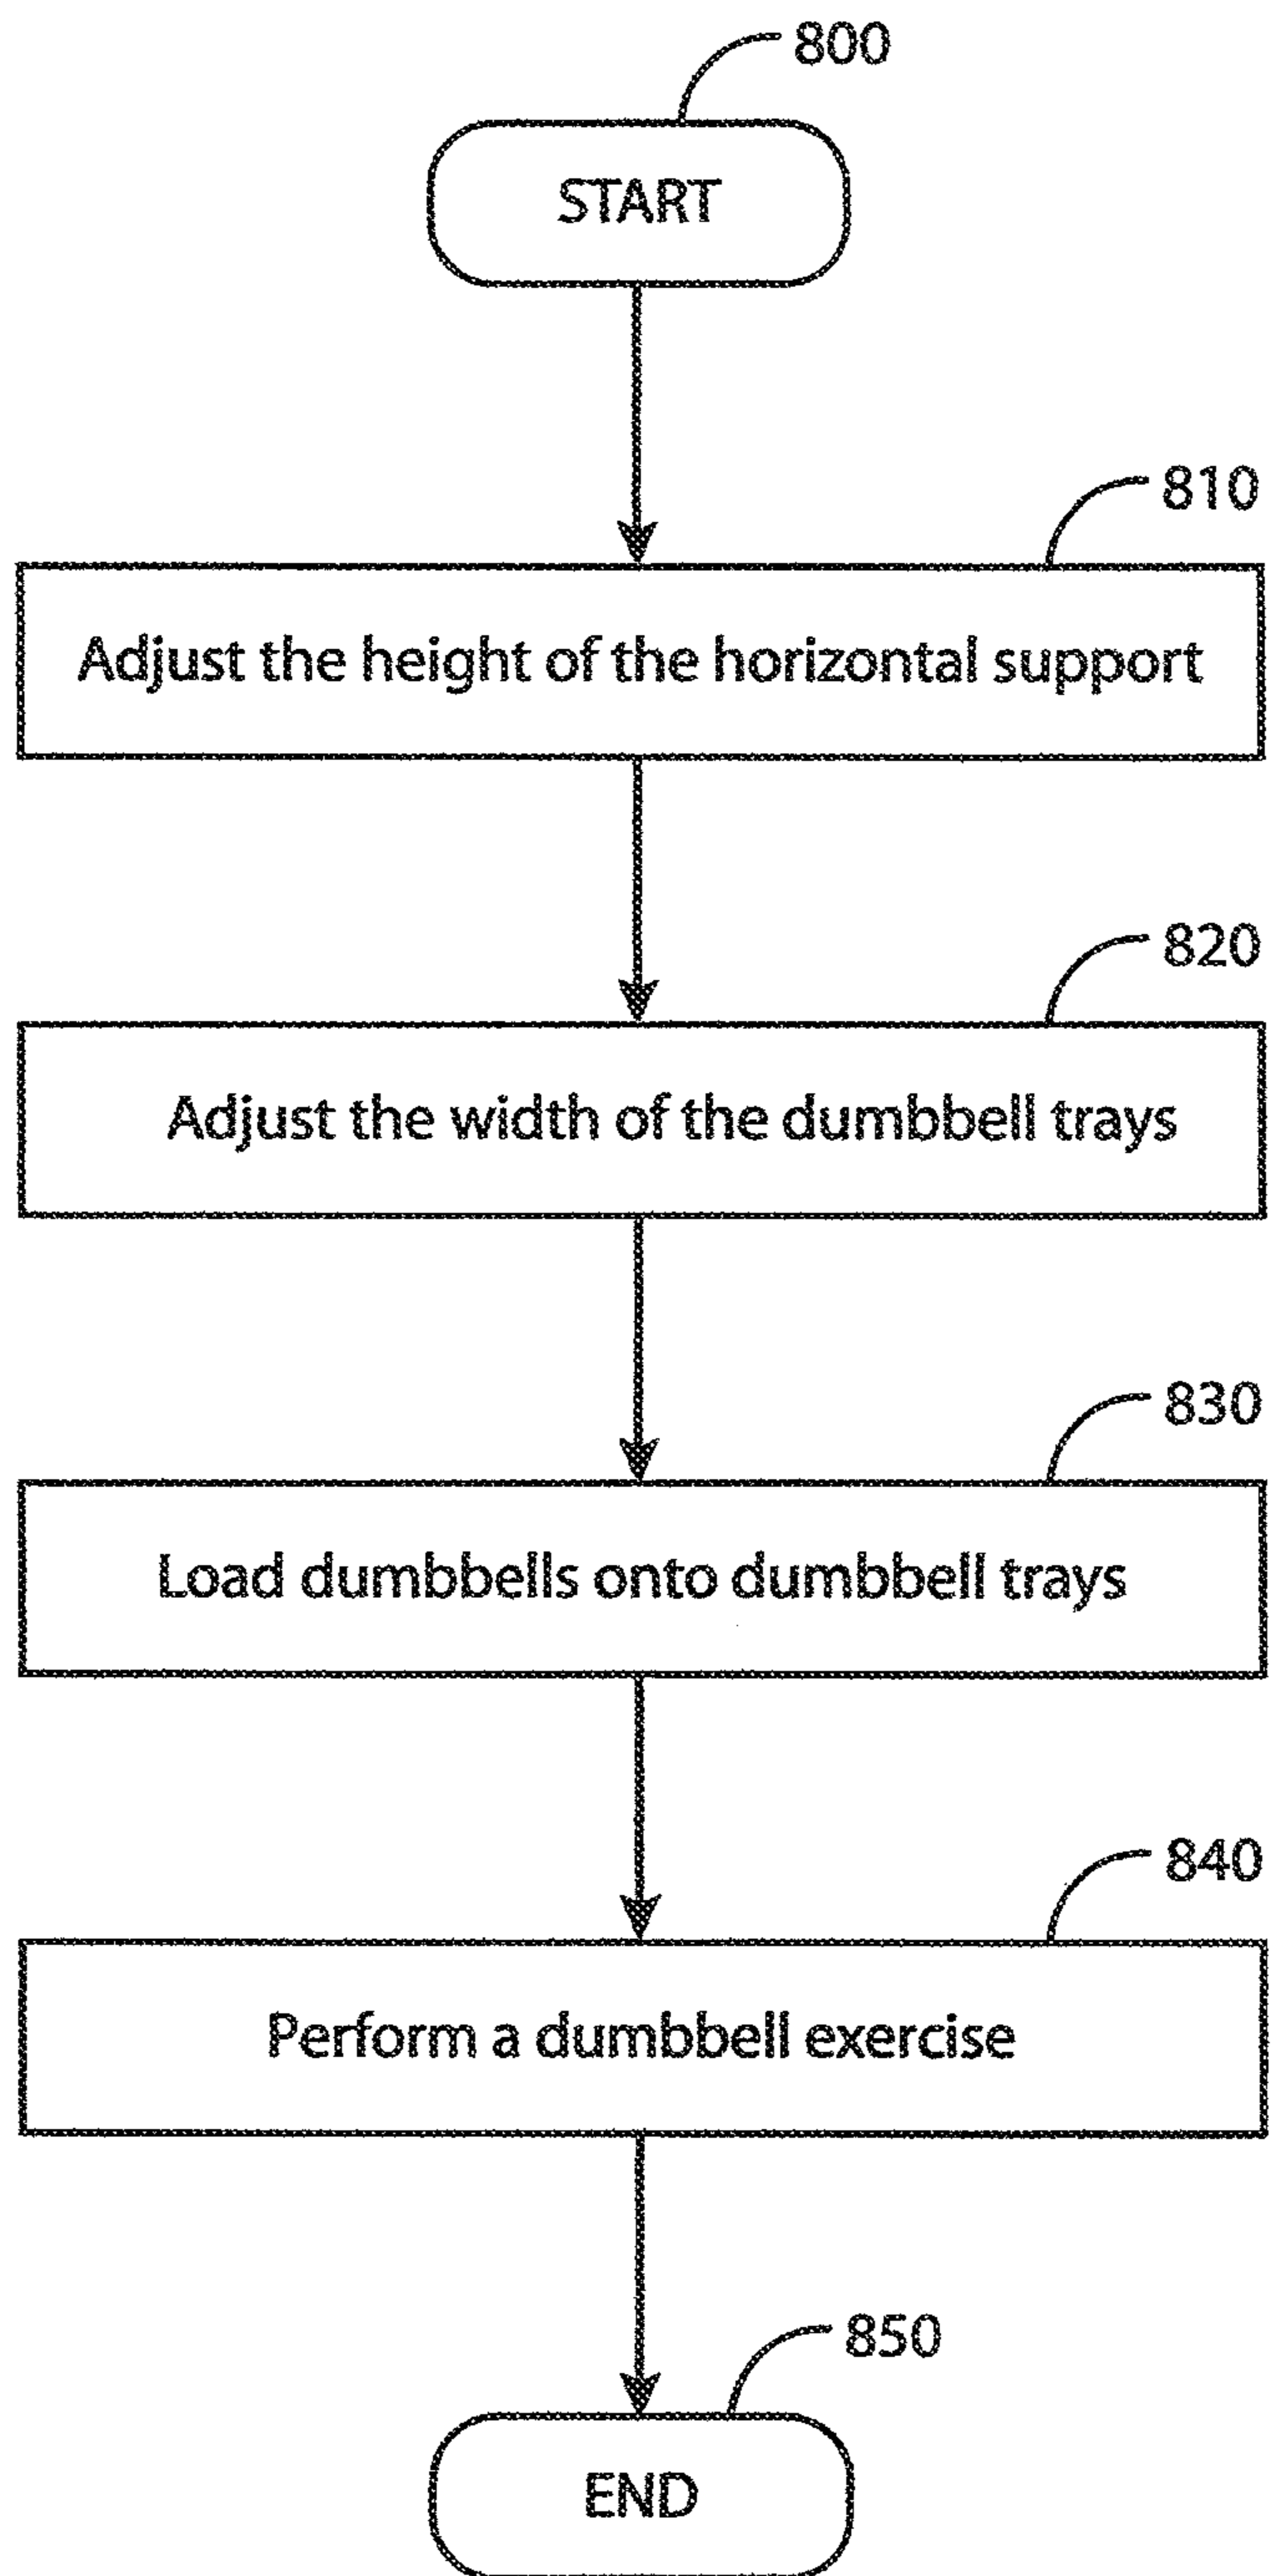 800
START
810
Adjust the height of the horizontal support
820
Adjust the width of the dumbbell trays
830
Load dumbbells onto dumbbell trays
840
Perform a dumbbell exercise
850
END